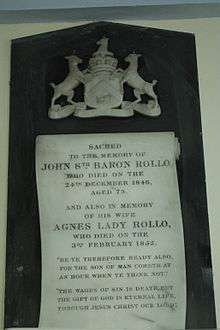 SACRED
TO THE MEMORY OF
JOHN 8TH BARON ROLLO,
WHO DIED ON THE
24TH DECEMBER 1846,
AGED 73.
AND ALSO IN MEMORY
OF HIS WIFE
AGNES LADY ROLLO,
WHO DIED ON THE
3RD FEBRUARY 1852.
"BE YE THEREFORE READY ALSO,
FOR THE SON OF MAN COMETH AT
AN HOUR WHEN YE THINK NOT."
"THE WAGES OF SIN IS DEATH, BUT
THE GIFT OF GOD IS ETERNAL LIFE,
THROUGH JESUS CHRIST OUR LORD."